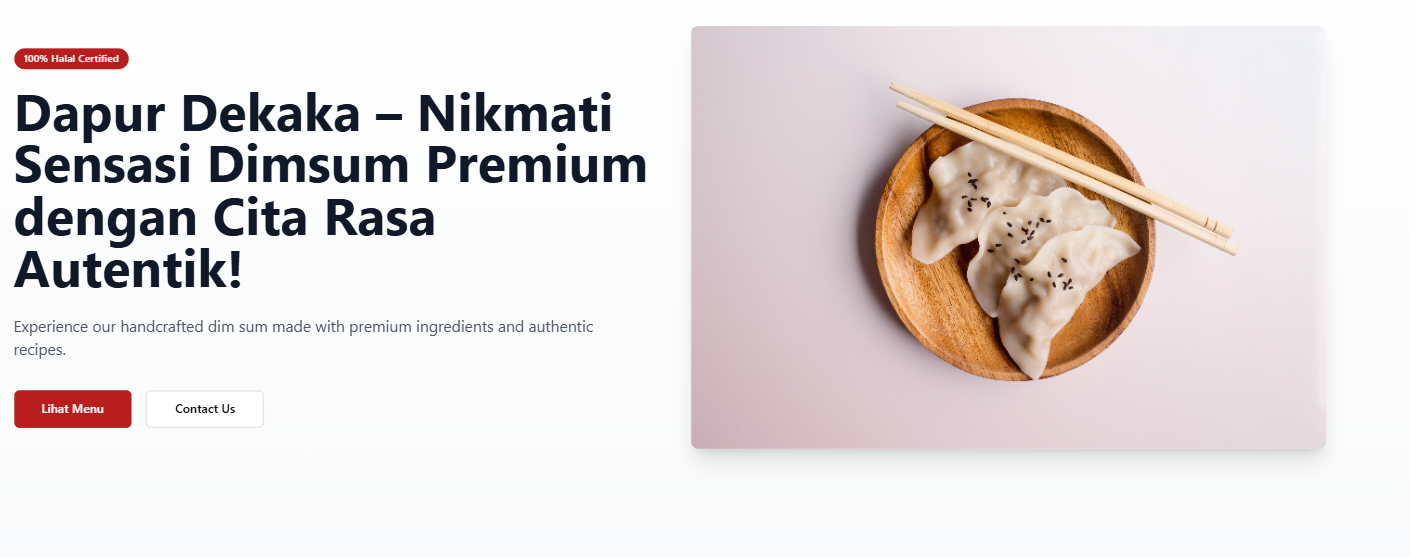 100% Halal Certified
Dapur Dekaka – Nikmati
Sensasi Dimsum Premium
dengan Cita Rasa
Autentik!
Experience our handcrafted dim sum made with premium ingredients and authentic
recipes.
Lihat Menu
Contact Us